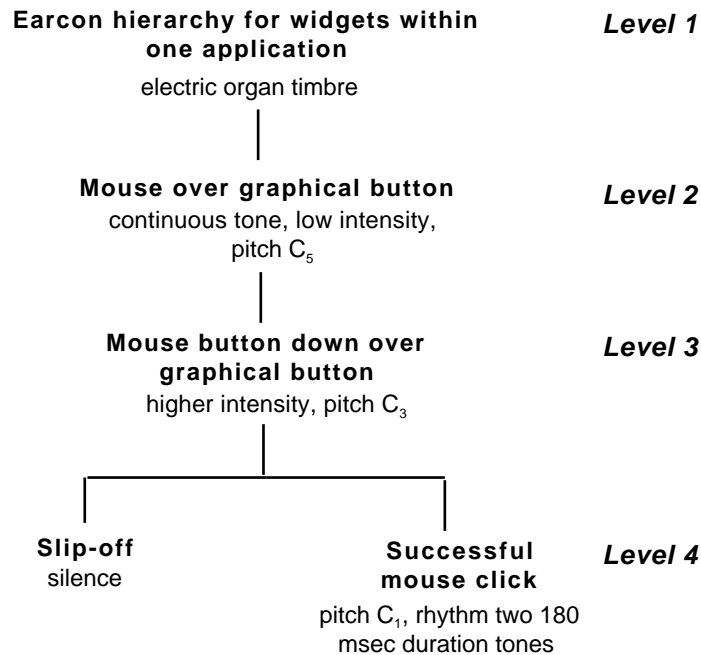 Earcon hierarchy for widgets within
one application
Level 1
electric organ timbre
Mouse over graphical button
Level 2
continuous tone, low intensity,
pitch C₅
Mouse button down over
graphical button
Level 3
higher intensity, pitch C₃
Slip-off
silence
Successful
mouse click
Level 4
pitch C₁, rhythm two 180
msec duration tones